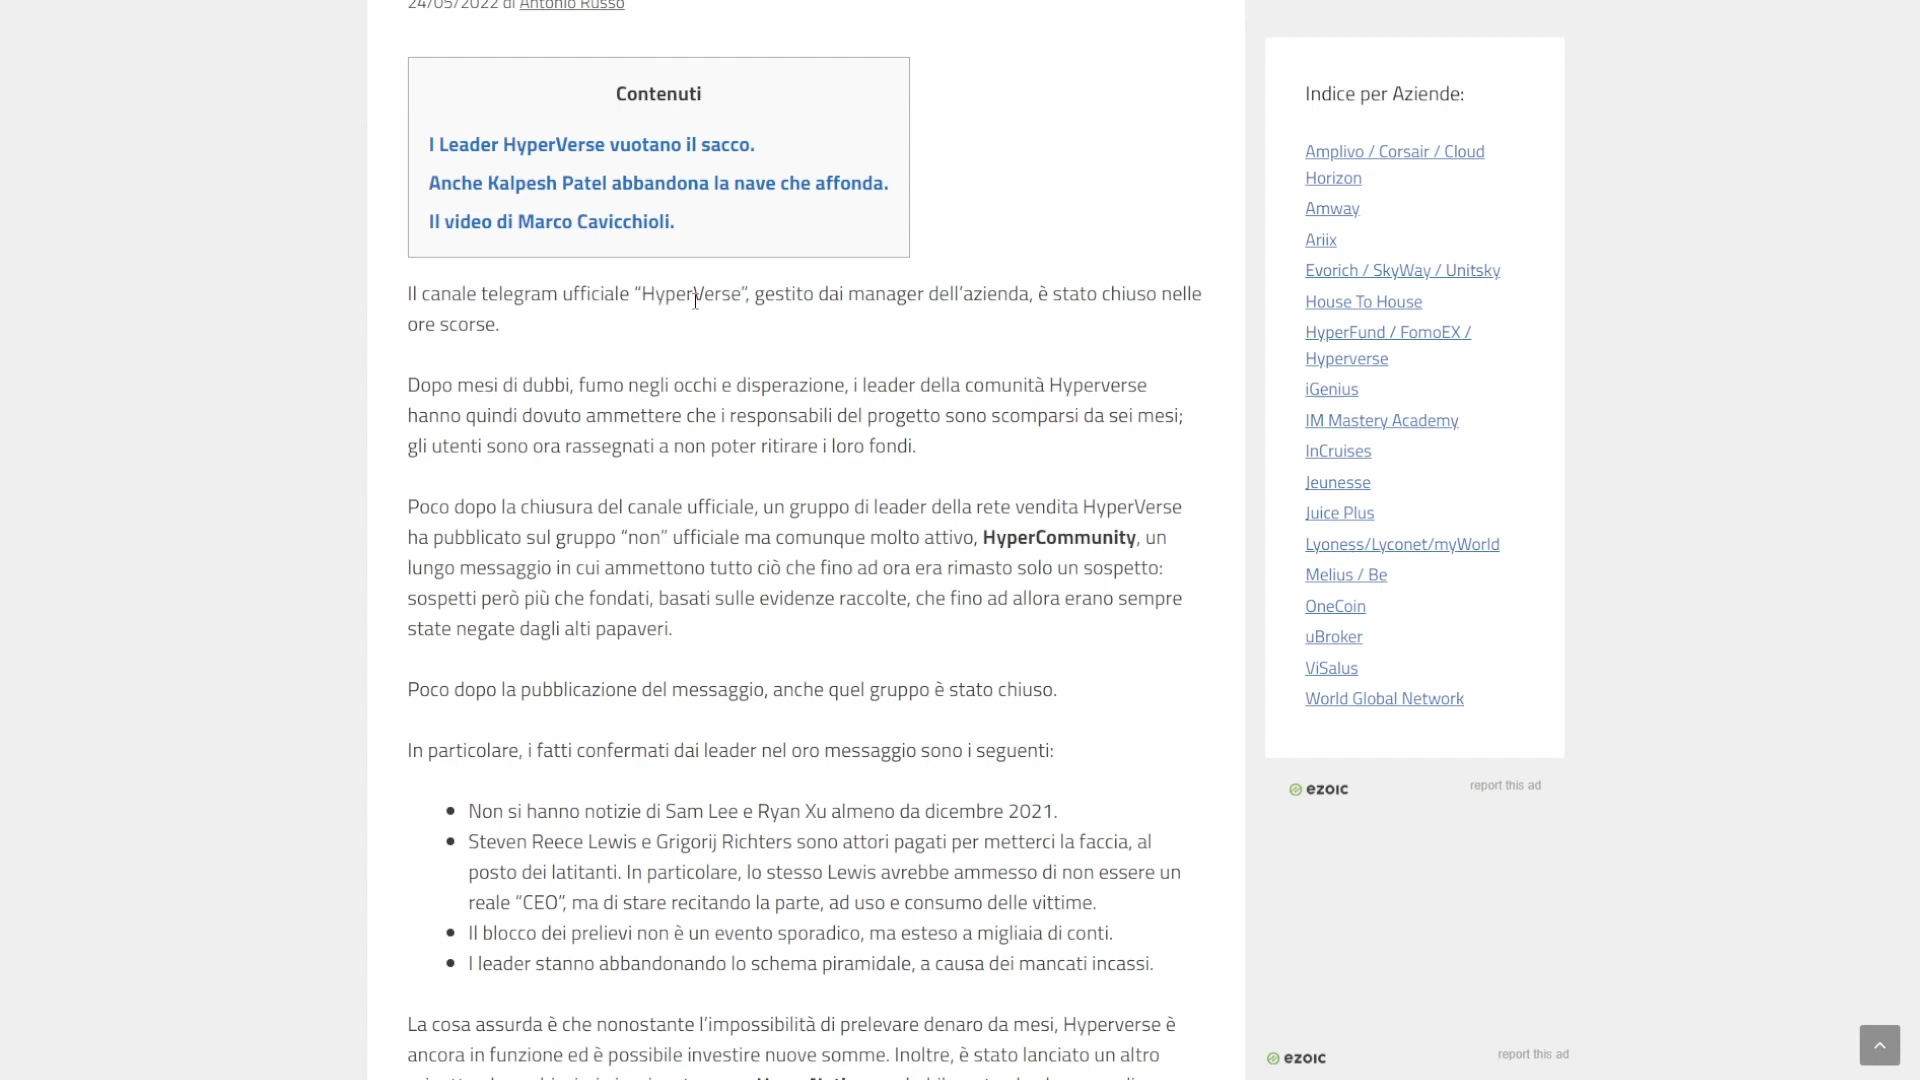 24/05/2022 di Antonio Russo
Contenuti
I Leader HyperVerse vuotano il sacco.
Anche Kalpesh Patel abbandona la nave che affonda.
Il video di Marco Cavicchioli.
Il canale telegram ufficiale “HyperVerse”, gestito dai manager dell’azienda, è stato chiuso nelle
ore scorse.
Dopo mesi di dubbi, fumo negli occhi e disperazione, i leader della comunità Hyperverse
hanno quindi dovuto ammettere che i responsabili del progetto sono scomparsi da sei mesi;
gli utenti sono ora rassegnati a non poter ritirare i loro fondi.
Poco dopo la chiusura del canale ufficiale, un gruppo di leader della rete vendita HyperVerse
ha pubblicato sul gruppo “non” ufficiale ma comunque molto attivo, HyperCommunity, un
lungo messaggio in cui ammettono tutto ciò che fino ad ora era rimasto solo un sospetto:
sospetti però più che fondati, basati sulle evidenze raccolte, che fino ad allora erano sempre
state negate dagli alti papaveri.
Poco dopo la pubblicazione del messaggio, anche quel gruppo è stato chiuso.
In particolare, i fatti confermati dai leader nel oro messaggio sono i seguenti:
Non si hanno notizie di Sam Lee e Ryan Xu almeno da dicembre 2021.
Steven Reece Lewis e Grigorij Richters sono attori pagati per metterci la faccia, al
posto dei latitanti. In particolare, lo stesso Lewis avrebbe ammesso di non essere un
reale “CEO”, ma di stare recitando la parte, ad uso e consumo delle vittime.
Il blocco dei prelievi non è un evento sporadico, ma esteso a migliaia di conti.
I leader stanno abbandonando lo schema piramidale, a causa dei mancati incassi.
La cosa assurda è che nonostante l’impossibilità di prelevare denaro da mesi, Hyperverse è
ancora in funzione ed è possibile investire nuove somme. Inoltre, è stato lanciato un altro
Indice per Aziende:
Amplivo / Corsair / Cloud
Horizon
Amway
Ariix
Evorich / SkyWay / Unitsky
House To House
HyperFund / FomoEX /
Hyperverse
iGenius
IM Mastery Academy
InCruises
Jeunesse
Juice Plus
Lyoness/Lyconet/myWorld
Melius / Be
OneCoin
uBroker
ViSalus
World Global Network
ezoic report this ad
ezoic report this ad